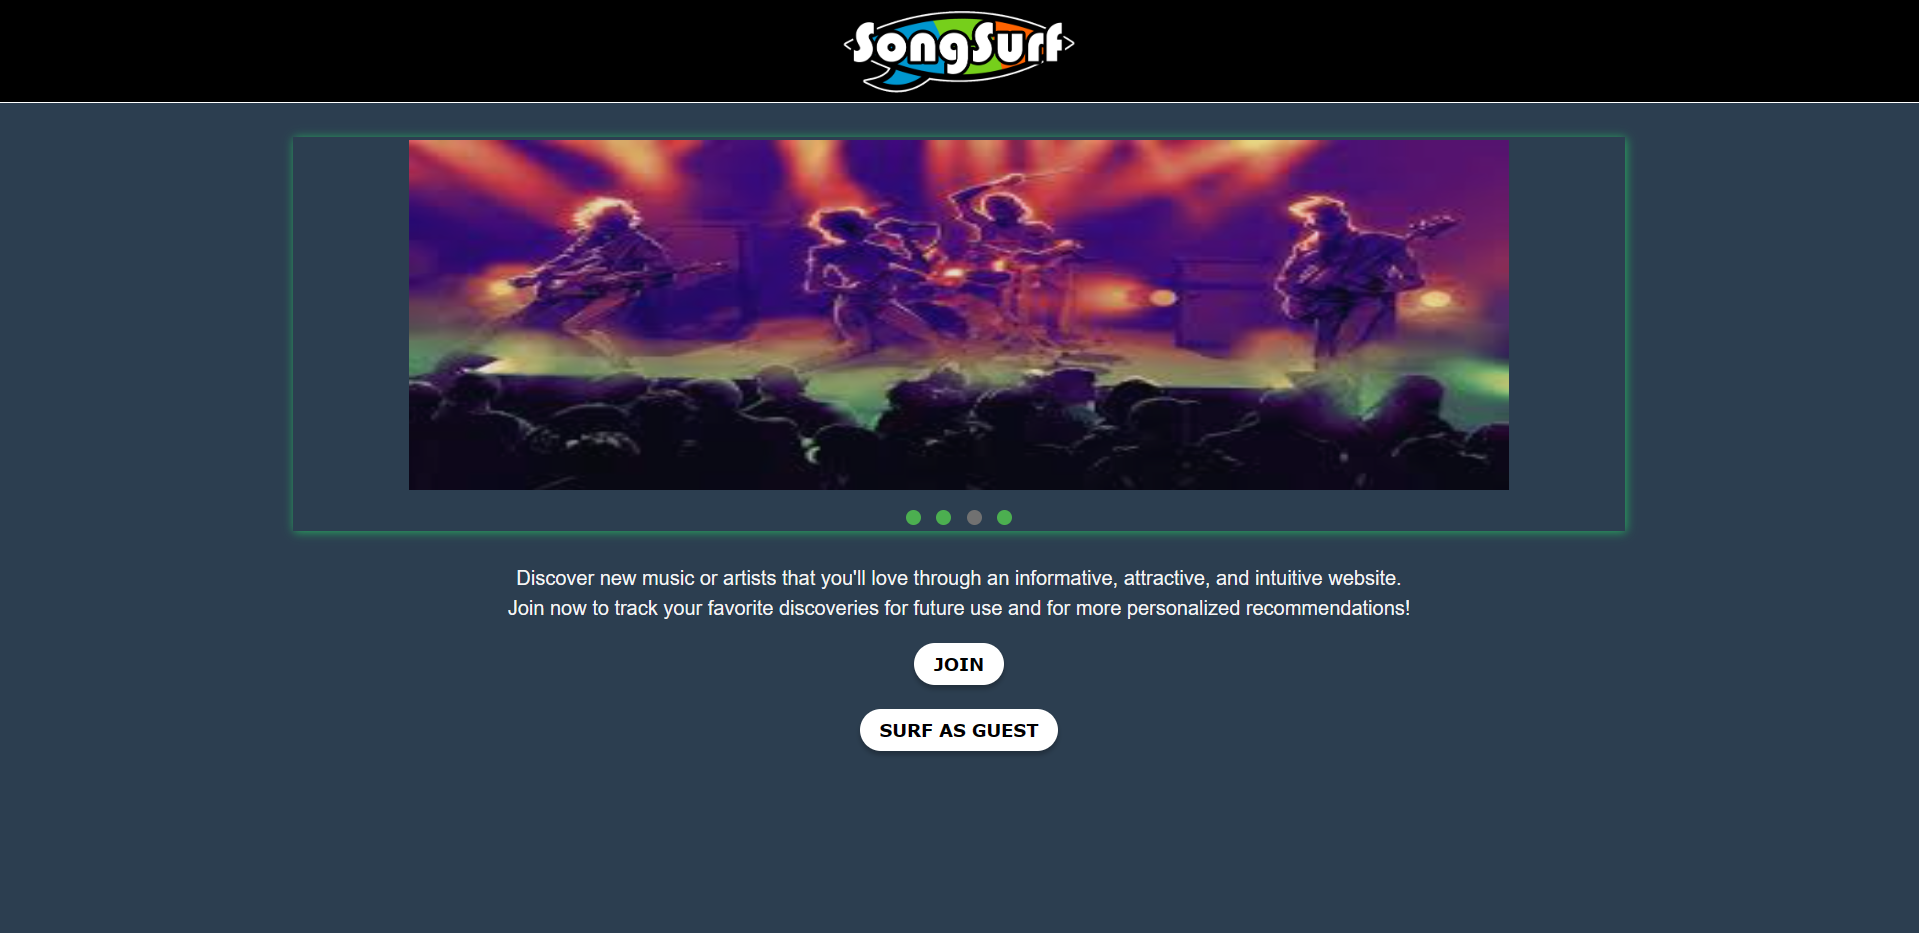 SongSurf
Discover new music or artists that you'll love through an informative, attractive, and intuitive website.
Join now to track your favorite discoveries for future use and for more personalized recommendations!
JOIN
SURF AS GUEST